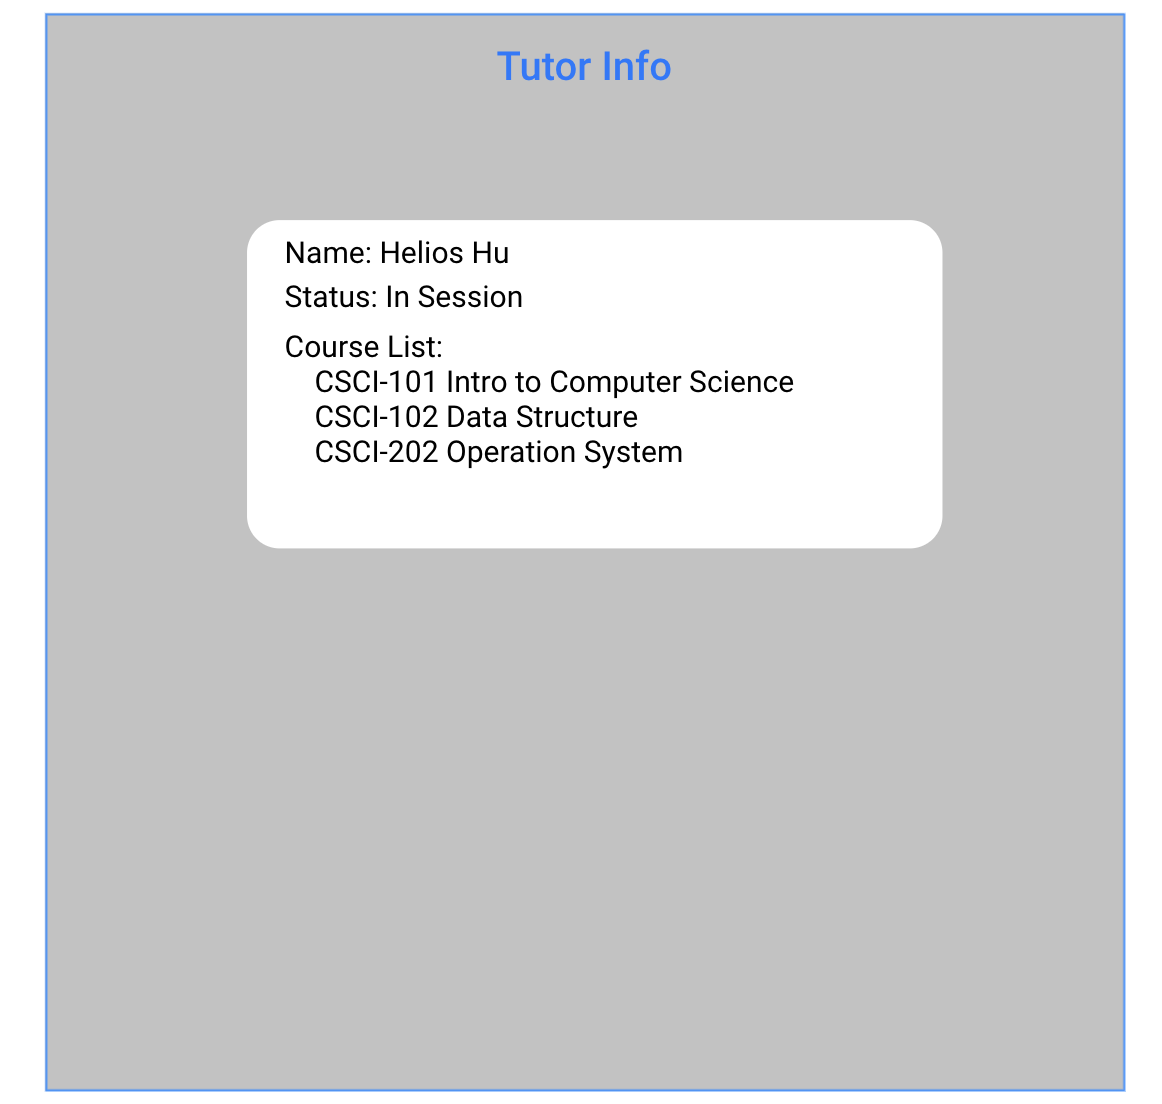 Tutor Info
Name: Helios Hu
Status: In Session
Course List:
CSCI-101 Intro to Computer Science
CSCI-102 Data Structure
CSCI-202 Operation System